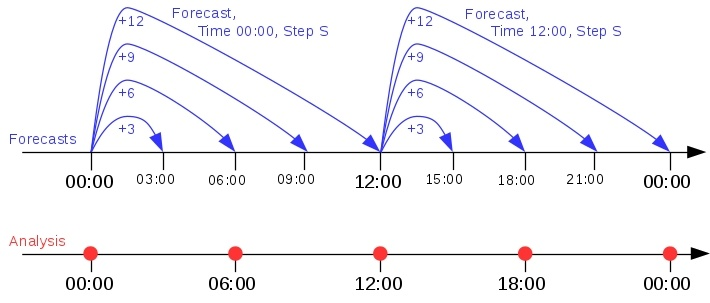 Forecast,
Time 00:00, Step S
Forecast,
Time 12:00, Step S
+12
+12
+9
+9
+6
+6
+3
+3
Forecasts
00:00 03:00 06:00 09:00 12:00 15:00 18:00 21:00 00:00
Analysis
00:00 06:00 12:00 18:00 00:00